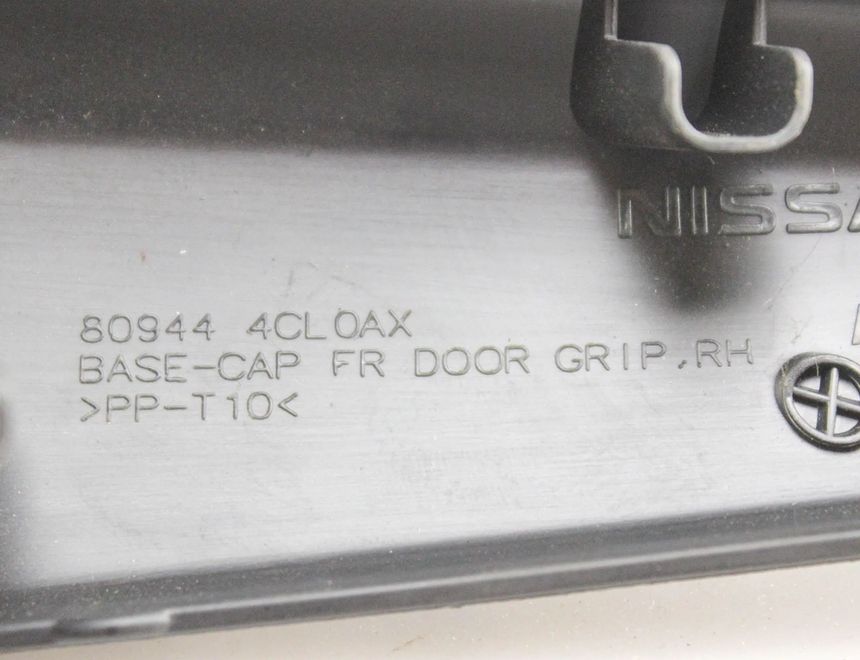 NISSA
80944 4CL0AX
BASE-CAP FR DOOR GRIP,RH
>PP-T10<